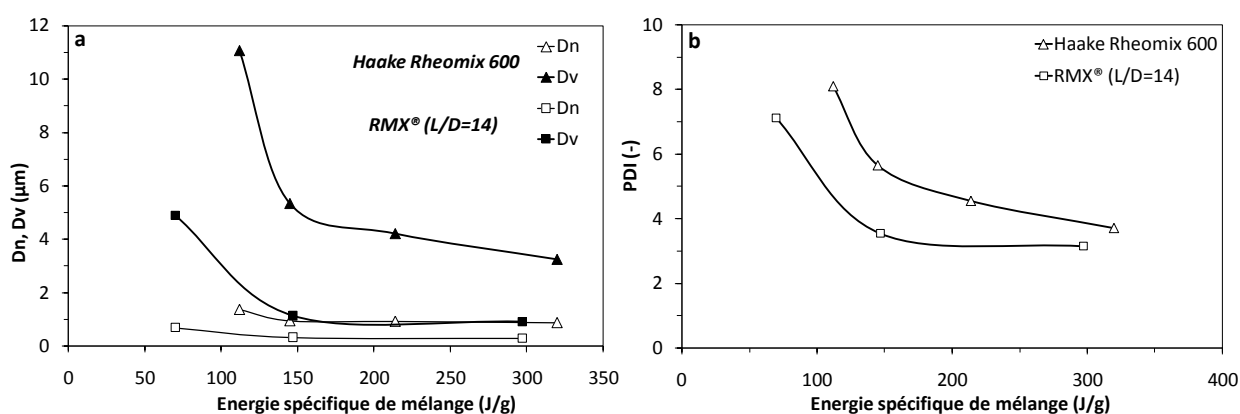 a
12
10
8
6
4
2
0
Dn, Dv (µm)
0 50 100 150 200 250 300 350
Energie spécifique de mélange (J/g)
Haake Rheomix 600
RMX® (L/D=14)
Dn
Dv
Dn
Dv
b
10
8
6
4
2
0
PDI (-)
0 100 200 300 400
Energie spécifique de mélange (J/g)
Haake Rheomix 600
RMX® (L/D=14)